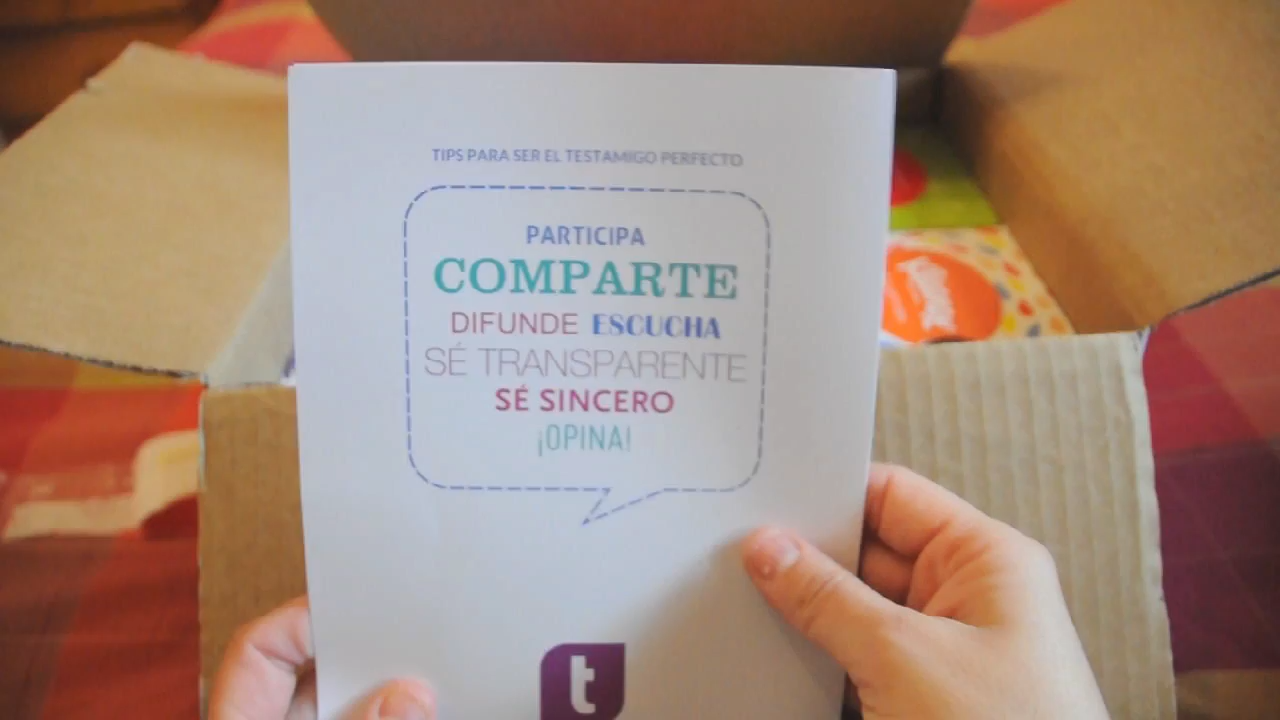 TIPS PARA SER EL TESTAMIGO PERFECTO
PARTICIPA
COMPARTE
DIFUNDE ESCUCHA
SÉ TRANSPARENTE
SÉ SINCERO
¡OPINA!
t